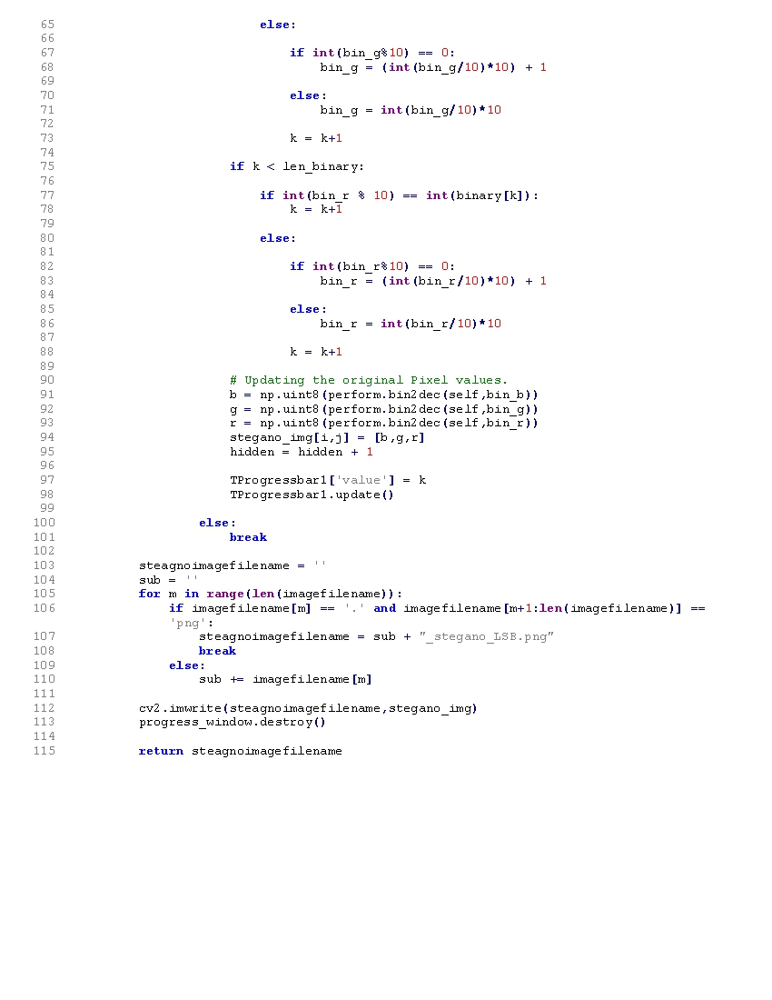 65 else:
66
67 if int(bin_g%10) == 0:
68 bin_g = (int(bin_g/10)*10) + 1
69
70 else:
71 bin_g = int(bin_g/10)*10
72
73 k = k+1
74
75 if k < len_binary:
76
77 if int(bin_r % 10) == int(binary[k]):
78 k = k+1
79
80 else:
81
82 if int(bin_r%10) == 0:
83 bin_r = (int(bin_r/10)*10) + 1
84
85 else:
86 bin_r = int(bin_r/10)*10
87
88 k = k+1
89
90 # Updating the original Pixel values.
91 b = np.uint8(perform.bin2dec(self,bin_b))
92 g = np.uint8(perform.bin2dec(self,bin_g))
93 r = np.uint8(perform.bin2dec(self,bin_r))
94 stegano_img[i,j] = [b,g,r]
95 hidden = hidden + 1
96
97 TProgressbar1['value'] = k
98 TProgressbar1.update()
99
100 else:
101 break
102
103 steagnoimagefilename = ''
104 sub = ''
105 for m in range(len(imagefilename)):
106 if imagefilename[m] == '.' and imagefilename[m+1:len(imagefilename)] ==
'png':
107 steagnoimagefilename = sub + "_stegano_LSB.png"
108 break
109 else:
110 sub += imagefilename[m]
111
112 cv2.imwrite(steagnoimagefilename,stegano_img)
113 progress_window.destroy()
114
115 return steagnoimagefilename